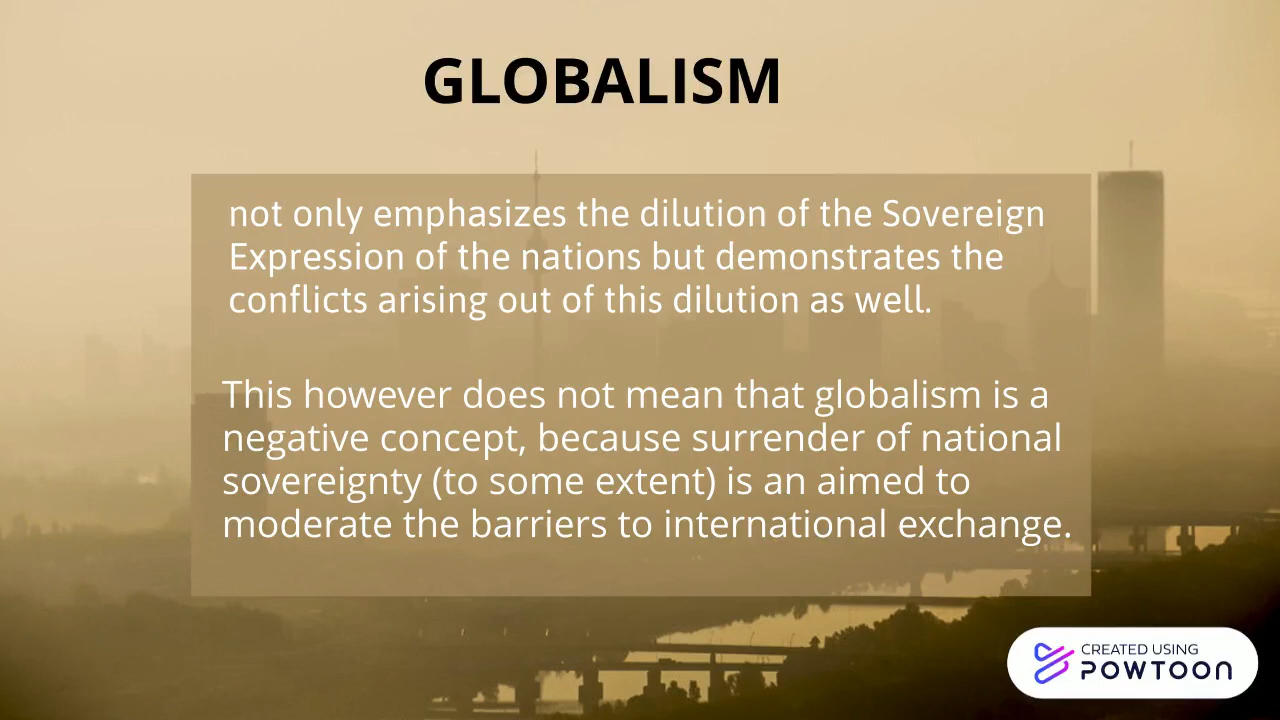 GLOBALISM
not only emphasizes the dilution of the Sovereign
Expression of the nations but demonstrates the
conflicts arising out of this dilution as well.
This however does not mean that globalism is a
negative concept, because surrender of national
sovereignty (to some extent) is an aimed to
moderate the barriers to international exchange.
CREATED USING
POWTOON